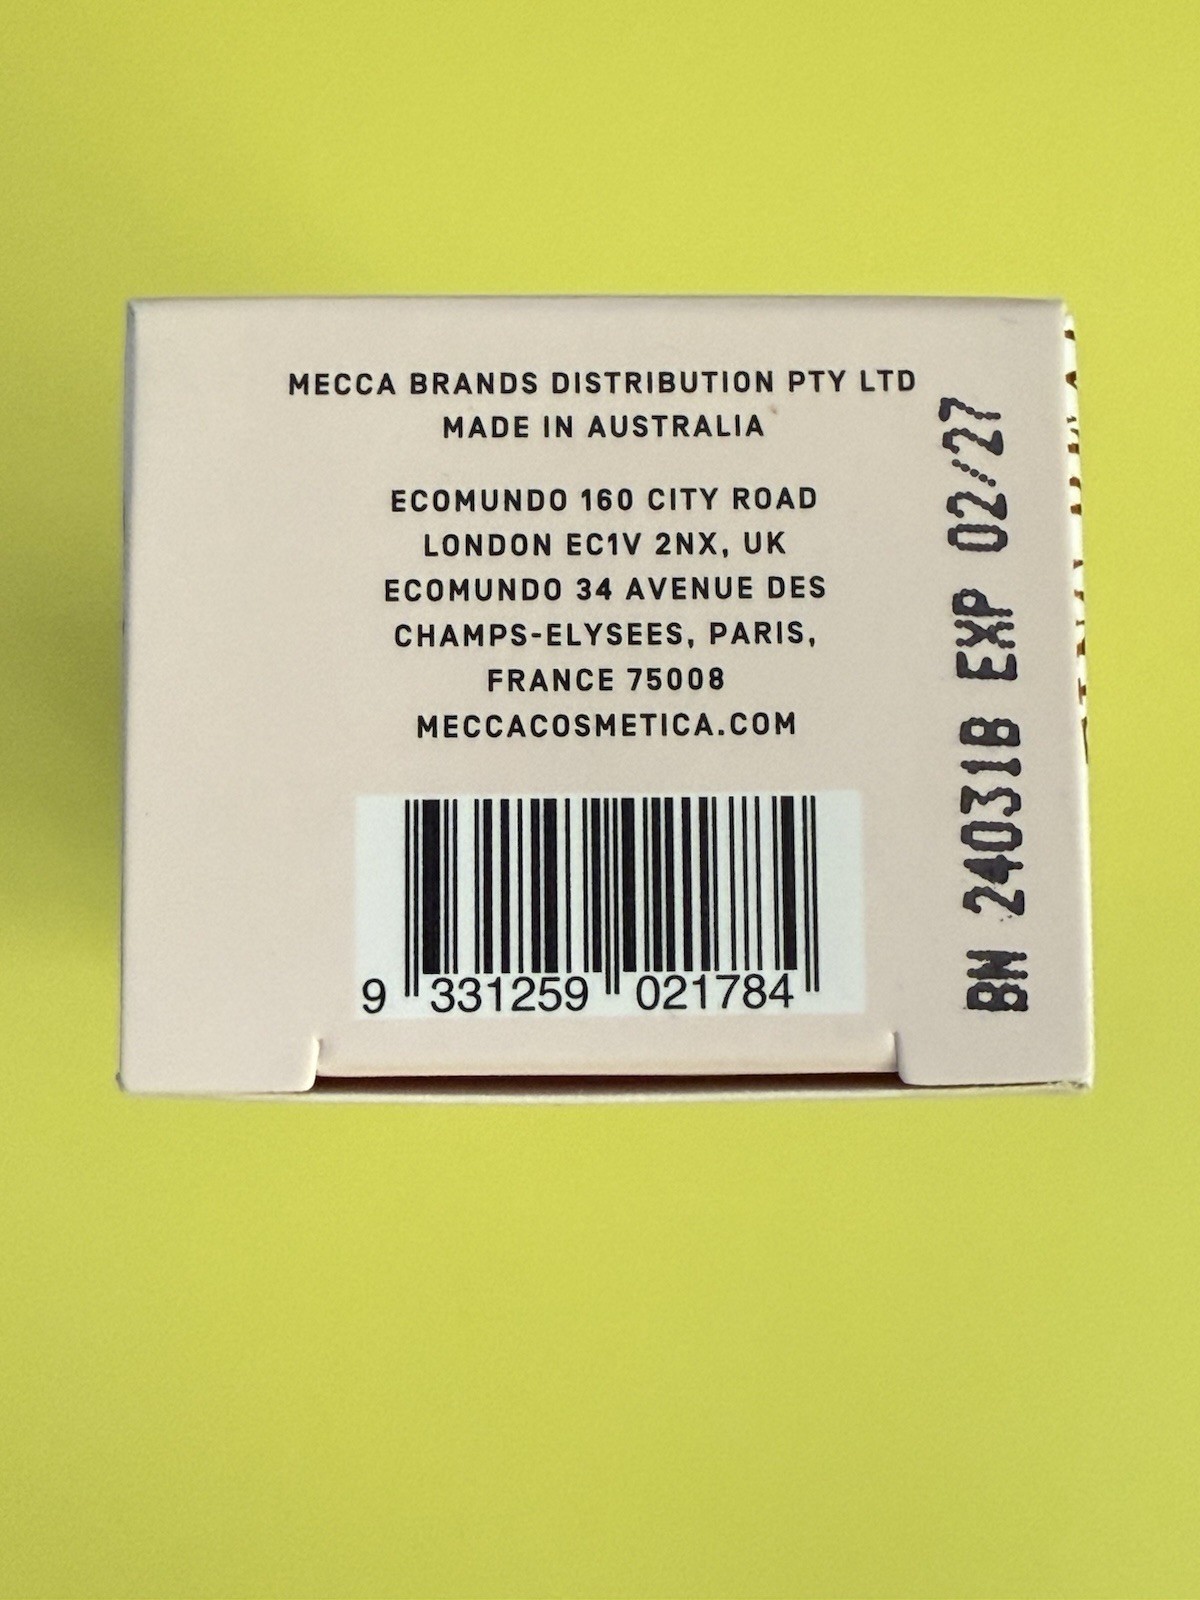 MECCA BRANDS DISTRIBUTION PTY LTD
MADE IN AUSTRALIA
ECOMUNDO 160 CITY ROAD
LONDON EC1V 2NX, UK
ECOMUNDO 34 AVENUE DES
CHAMPS-ELYSEES, PARIS,
FRANCE 75008
MECCACOSMETICA.COM
9 331259 021784
BN 24031B EXP 02/27